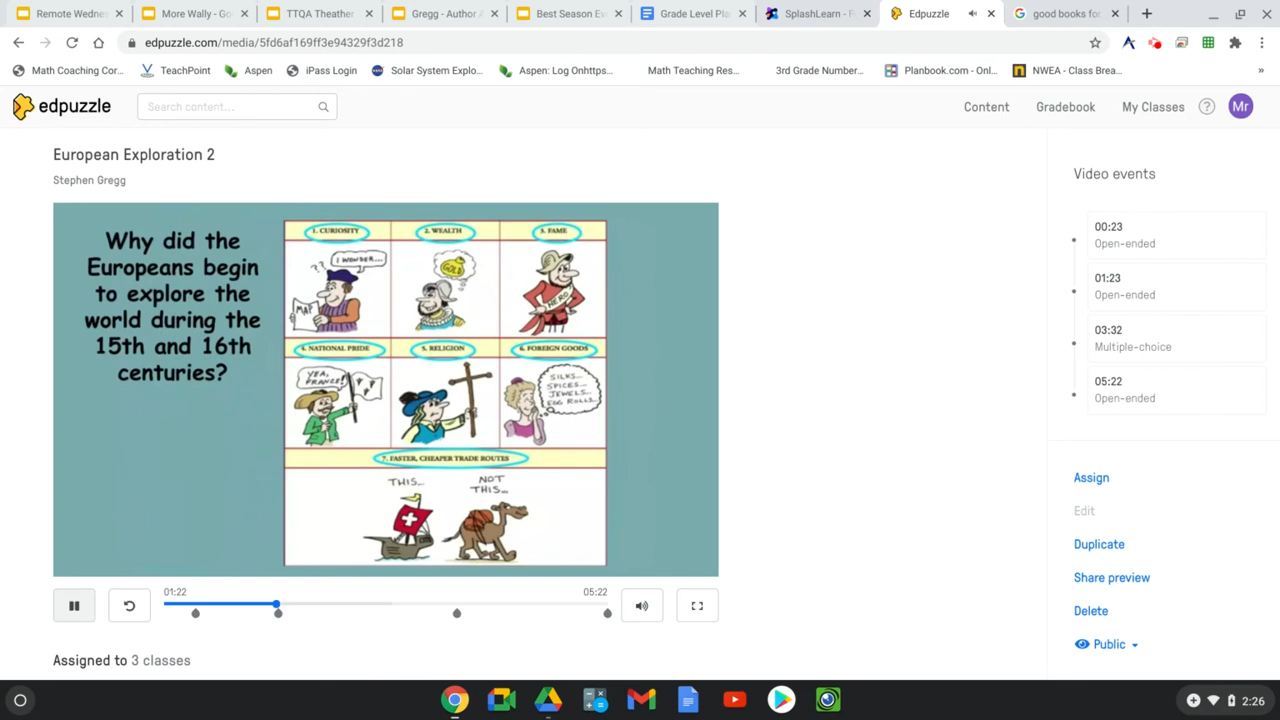 Remote Wednes
More Wally - Go
TTQA Theather
Gregg - Author A
Best Season Ev
Grade Level Pla
SplashLearn - F
Edpuzzle
good books for
edpuzzle.com/media/5fd6af169ff3e94329f3d218
Math Coaching Cor...
TeachPoint
Aspen
iPass Login
Solar System Explo...
Aspen: Log Onhttps...
Math Teaching Res...
3rd Grade Number...
Planbook.com - Onl...
NWEA - Class Brea...
»
edpuzzle
Search content...
Content
Gradebook
My Classes
?
Mr
European Exploration 2
Stephen Gregg
Why did the
Europeans begin
to explore the
world during the
15th and 16th
centuries?
1. CURIOSITY
2. WEALTH
3. FAME
I WONDER...
??
MAP
GOLD
HERO
4. NATIONAL PRIDE
5. RELIGION
6. FOREIGN GOODS
YEA,
FRANCE!
SILKS...
SPICES...
JEWELS...
EGG ROLLS...
7. FASTER, CHEAPER TRADE ROUTES
THIS...
NOT
THIS...
01:22
05:22
Assigned to 3 classes
Video events
00:23
Open-ended
01:23
Open-ended
03:32
Multiple-choice
05:22
Open-ended
Assign
Edit
Duplicate
Share preview
Delete
Public
2:26